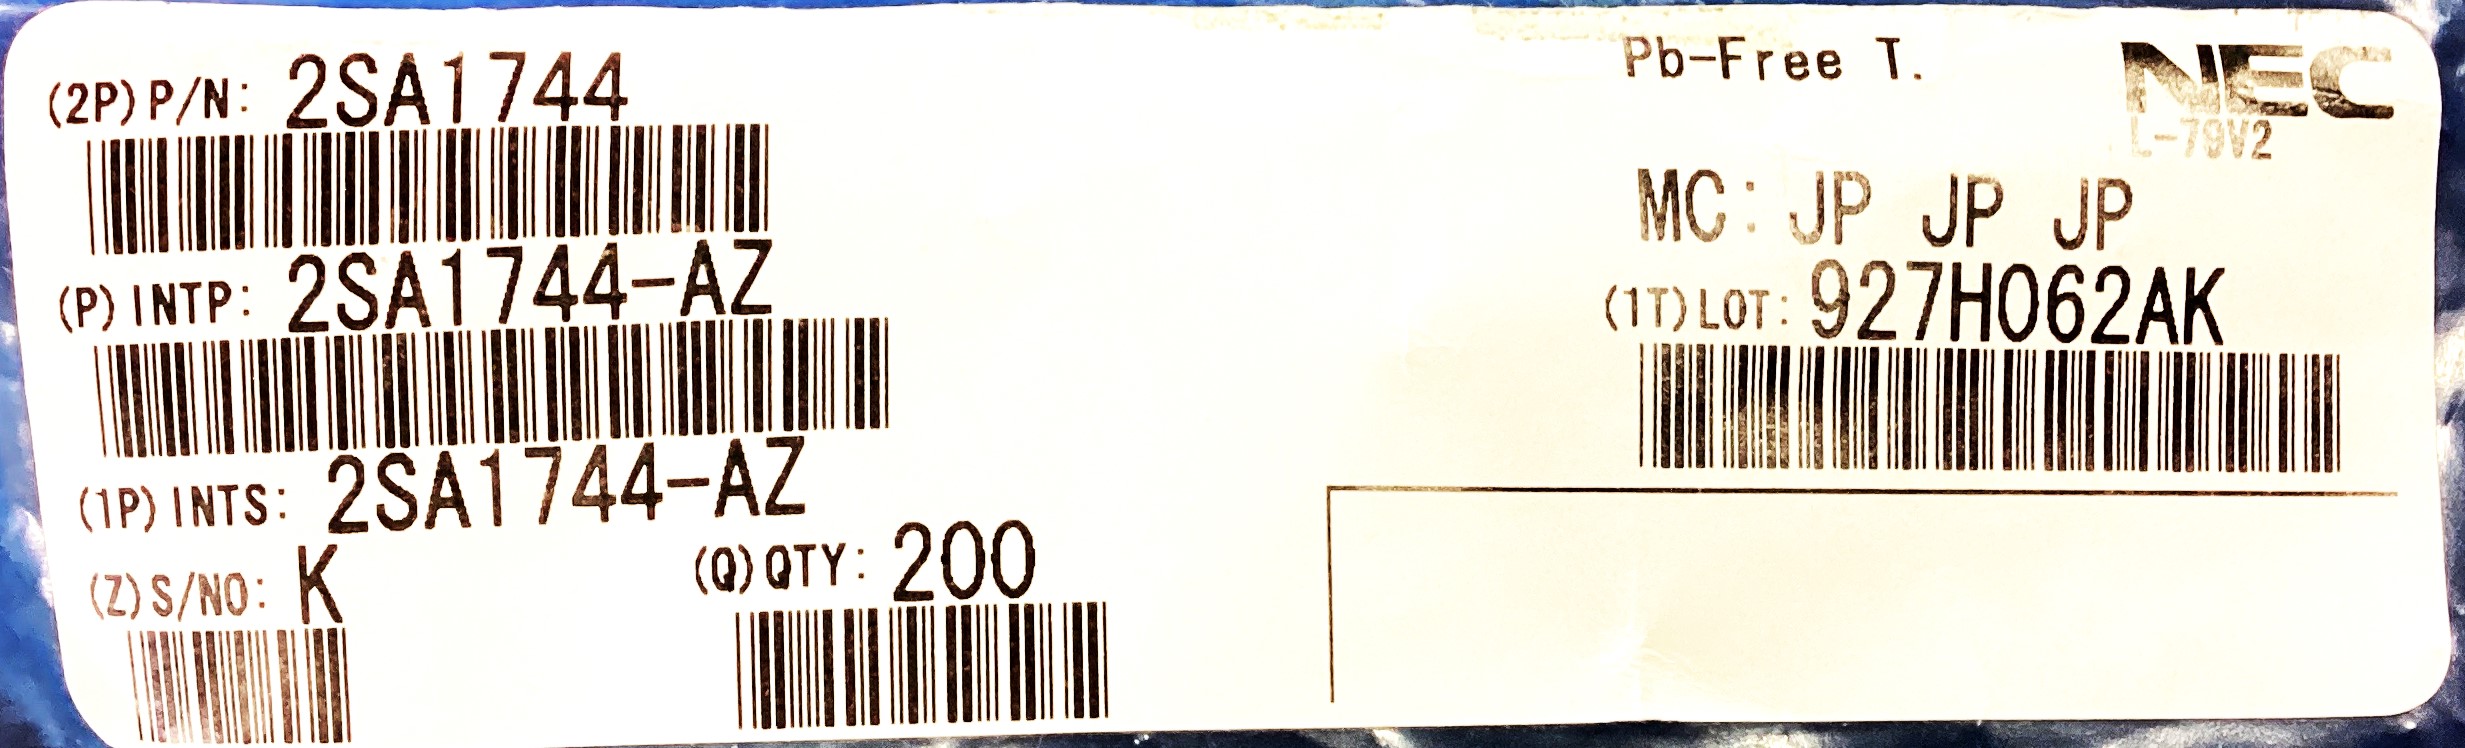 (2P) P/N: 2SA1744
(P) INTP: 2SA1744-AZ
(1P) INTS: 2SA1744-AZ
(Z) S/NO: K
(Q) QTY: 200
Pb-Free T.
NEC
L-79V2
MC: JP JP JP
(1T) LOT: 927H062AK